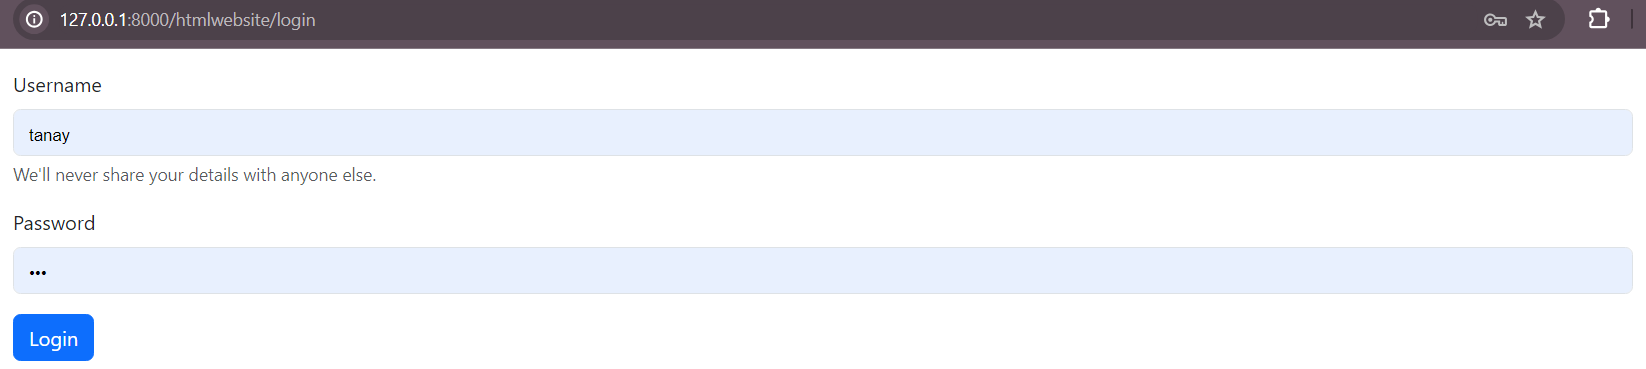 127.0.0.1:8000/htmlwebsite/login
Username
tanay
We'll never share your details with anyone else.
Password
•••
Login